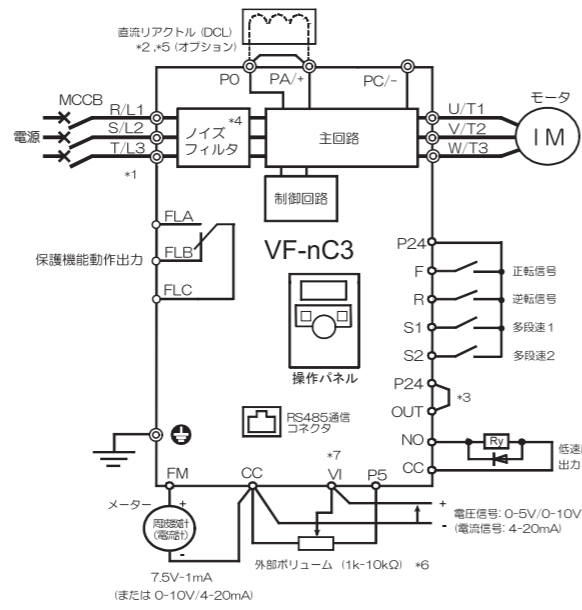 直流リアクトル (DCL)
*2 ,*5 (オプション)
PO
PA/+
PC/-
MCCB
R/L1
S/L2
T/L3
電源
*1
*4
ノイズ
フィルタ
主回路
制御回路
U/T1
V/T2
W/T3
モータ
IM
FLA
FLB
FLC
保護機能動作出力
VF-nC3
操作パネル
P24
F
R
S1
S2
正転信号
逆転信号
多段速1
多段速2
P24
OUT
*3
NO
CC
Ry
低速
出力
RS485通信
コネクタ
*7
FM
CC
VI
P5
メーター
+
周波数計
(電流計)
-
7.5V-1mA
(または 0-10V/4-20mA)
外部ボリューム (1k-10kΩ) *6
+
-
電圧信号: 0-5V/0-10V
(電流信号: 4-20mA)